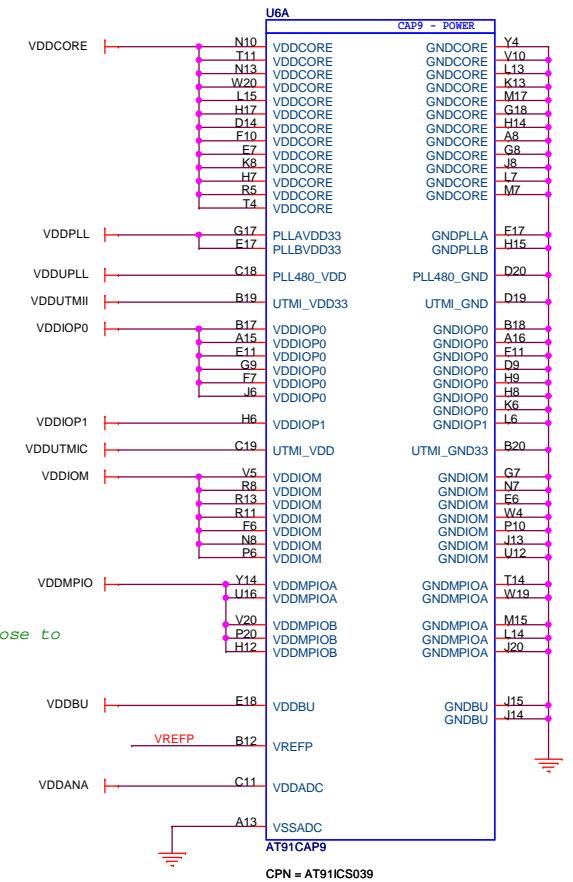 U6A
CAP9 - POWER
VDDCORE N10 VDDCORE GNDCORE Y4
T11 VDDCORE GNDCORE V10
N13 VDDCORE GNDCORE L13
W20 VDDCORE GNDCORE K13
L15 VDDCORE GNDCORE M17
H17 VDDCORE GNDCORE G18
D14 VDDCORE GNDCORE H14
F10 VDDCORE GNDCORE A8
E7 VDDCORE GNDCORE G8
K8 VDDCORE GNDCORE J8
H7 VDDCORE GNDCORE L7
R5 VDDCORE GNDCORE M7
T4 VDDCORE
VDDPLL G17 PLLAVDD33 GNDPLLA F17
E17 PLLBVDD33 GNDPLLB H15
VDDUPLL C18 PLL480_VDD PLL480_GND D20
VDDUTMII B19 UTMI_VDD33 UTMI_GND D19
VDDIOP0 B17 VDDIOP0 GNDIOP0 B18
A15 VDDIOP0 GNDIOP0 A16
E11 VDDIOP0 GNDIOP0 F11
G9 VDDIOP0 GNDIOP0 D9
F7 VDDIOP0 GNDIOP0 H9
J6 VDDIOP0 GNDIOP0 H8
GNDIOP0 K6
VDDIOP1 H6 VDDIOP1 GNDIOP1 L6
VDDUTMIC C19 UTMI_VDD UTMI_GND33 B20
VDDIOM V5 VDDIOM GNDIOM G7
R8 VDDIOM GNDIOM N7
R13 VDDIOM GNDIOM E6
R11 VDDIOM GNDIOM W4
F6 VDDIOM GNDIOM P10
N8 VDDIOM GNDIOM J13
P6 VDDIOM GNDIOM U12
VDDMPIO Y14 VDDMPIOA GNDMPIOA T14
U16 VDDMPIOA GNDMPIOA W19
V20 VDDMPIOB GNDMPIOA M15
ose to P20 VDDMPIOB GNDMPIOA L14
H12 VDDMPIOB GNDMPIOA J20
VDDBU E18 VDDBU GNDBU J15
GNDBU J14
VREFP B12 VREFP
VDDANA C11 VDDADC
A13 VSSADC
AT91CAP9
CPN = AT91ICS039